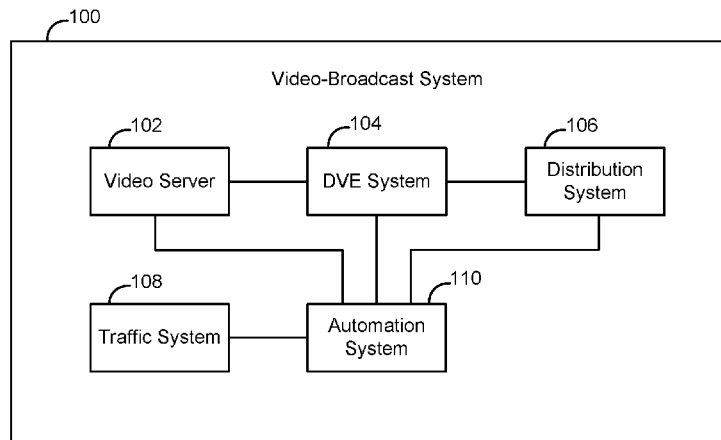 100
Video-Broadcast System
102
104
106
Video Server
DVE System
Distribution
System
108
110
Traffic System
Automation
System